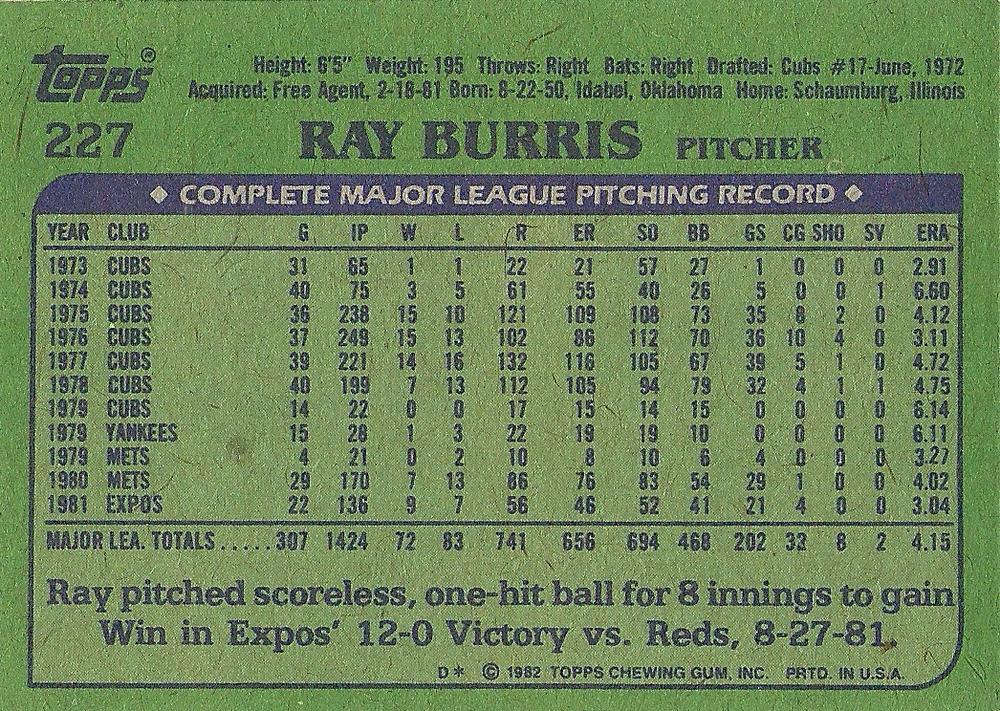 Topps®
Height: 6'5" Weight: 195 Throws: Right Bats: Right Drafted: Cubs #17-June, 1972
Acquired: Free Agent, 2-18-81 Born: 8-22-50, Idabel, Oklahoma Home: Schaumburg, Illinois
227 RAY BURRIS PITCHER
◆ COMPLETE MAJOR LEAGUE PITCHING RECORD ◆
YEAR CLUB G IP W L R ER SO BB GS CG SHO SV ERA
1973 CUBS 31 65 1 1 22 21 57 27 1 0 0 0 2.91
1974 CUBS 40 75 3 5 61 55 40 26 5 0 0 1 6.60
1975 CUBS 36 238 15 10 121 109 108 73 35 8 2 0 4.12
1976 CUBS 37 249 15 13 102 86 112 70 36 10 4 0 3.11
1977 CUBS 39 221 14 16 132 116 105 67 39 5 1 0 4.72
1978 CUBS 40 199 7 13 112 105 94 79 32 4 1 1 4.75
1979 CUBS 14 22 0 0 17 15 14 15 0 0 0 0 6.14
1979 YANKEES 15 28 1 3 22 19 19 10 0 0 0 0 6.11
1979 METS 4 21 0 2 10 8 10 6 4 0 0 0 3.27
1980 METS 29 170 7 13 86 76 83 54 29 1 0 0 4.02
1981 EXPOS 22 136 9 7 56 46 52 41 21 4 0 0 3.04
MAJOR LEA. TOTALS ..... 307 1424 72 83 741 656 694 468 202 32 8 2 4.15
Ray pitched scoreless, one-hit ball for 8 innings to gain
Win in Expos' 12-0 Victory vs. Reds, 8-27-81.
D* © 1982 TOPPS CHEWING GUM, INC. PRTD. IN U.S.A.